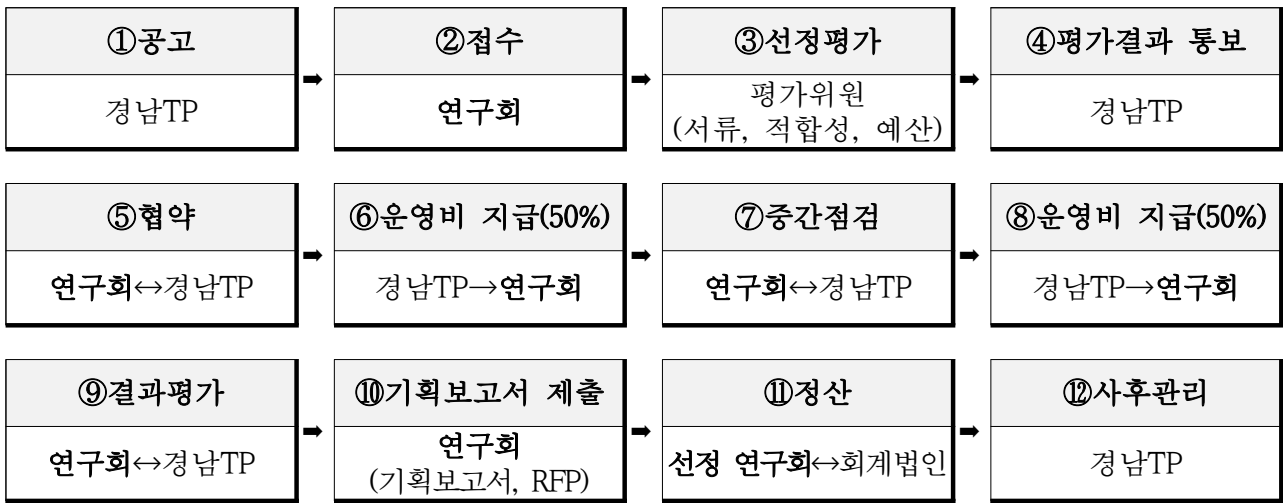 ①공고
경남TP
➡
②접수
연구회
➡
③선정평가
평가위원
(서류, 적합성, 예산)
➡
④평가결과 통보
경남TP
⑤협약
연구회↔경남TP
➡
⑥운영비 지급(50%)
경남TP→연구회
➡
⑦중간점검
연구회↔경남TP
➡
⑧운영비 지급(50%)
경남TP→연구회
⑨결과평가
연구회↔경남TP
➡
⑩기획보고서 제출
연구회
(기획보고서, RFP)
➡
⑪정산
선정 연구회↔회계법인
➡
⑫사후관리
경남TP